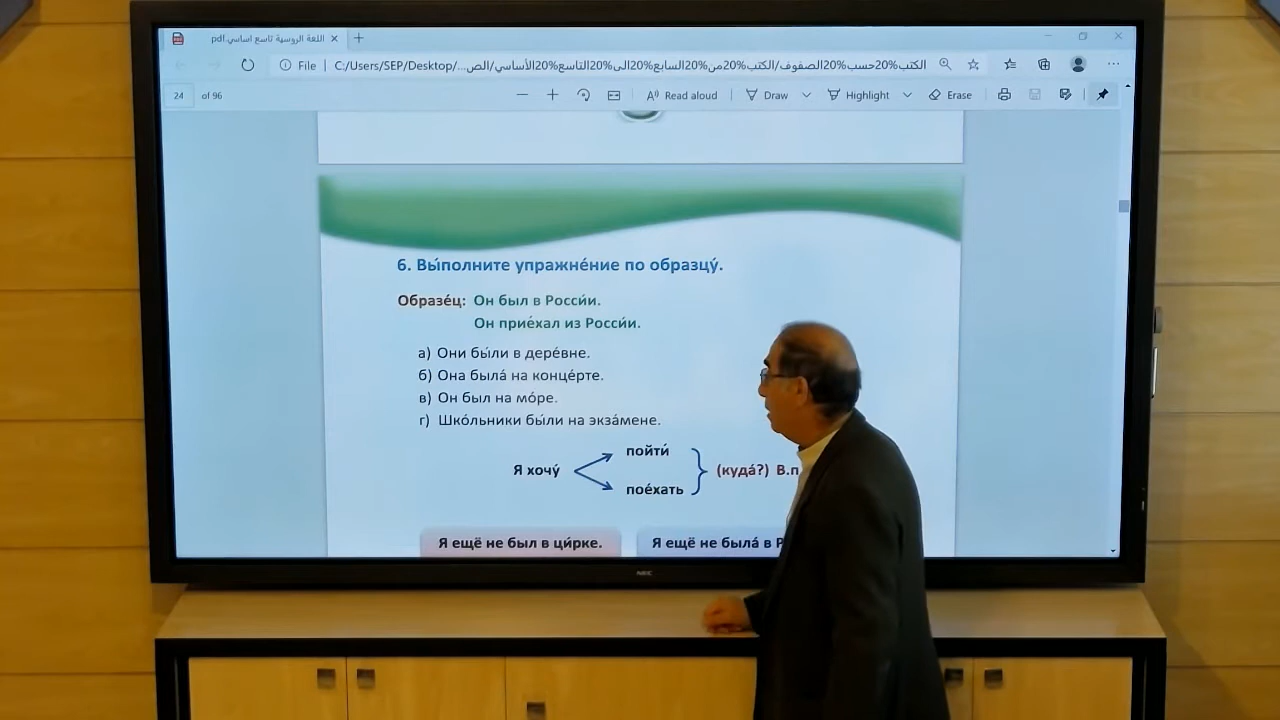 اللغة الروسية تاسع اساسي.pdf
File | C:/Users/SEP/Desktop/...الكتب%20حسب%20الصفوف/الكتب%20من%20السابع%20الى%20التاسع%20الأساسي/الص
24 of 96
Read aloud
Draw
Highlight
Erase
6. Вы́полните упражне́ние по образцу́.
Образе́ц: Он был в Росси́и.
Он прие́хал из Росси́и.
а) Они бы́ли в дере́вне.
б) Она была́ на конце́рте.
в) Он был на мо́ре.
г) Шко́льники бы́ли на экза́мене.
пойти́
Я хочу́
(куда́?) В.п
пое́хать
Я ещё не был в ци́рке.
Я ещё не была́ в
NEC